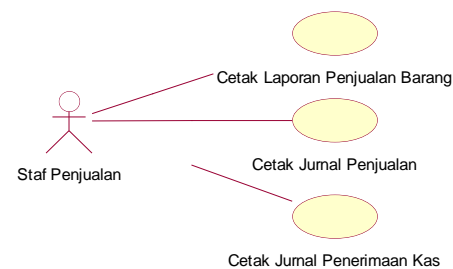 Cetak Laporan Penjualan Barang
Staf Penjualan
Cetak Jurnal Penjualan
Cetak Jurnal Penerimaan Kas